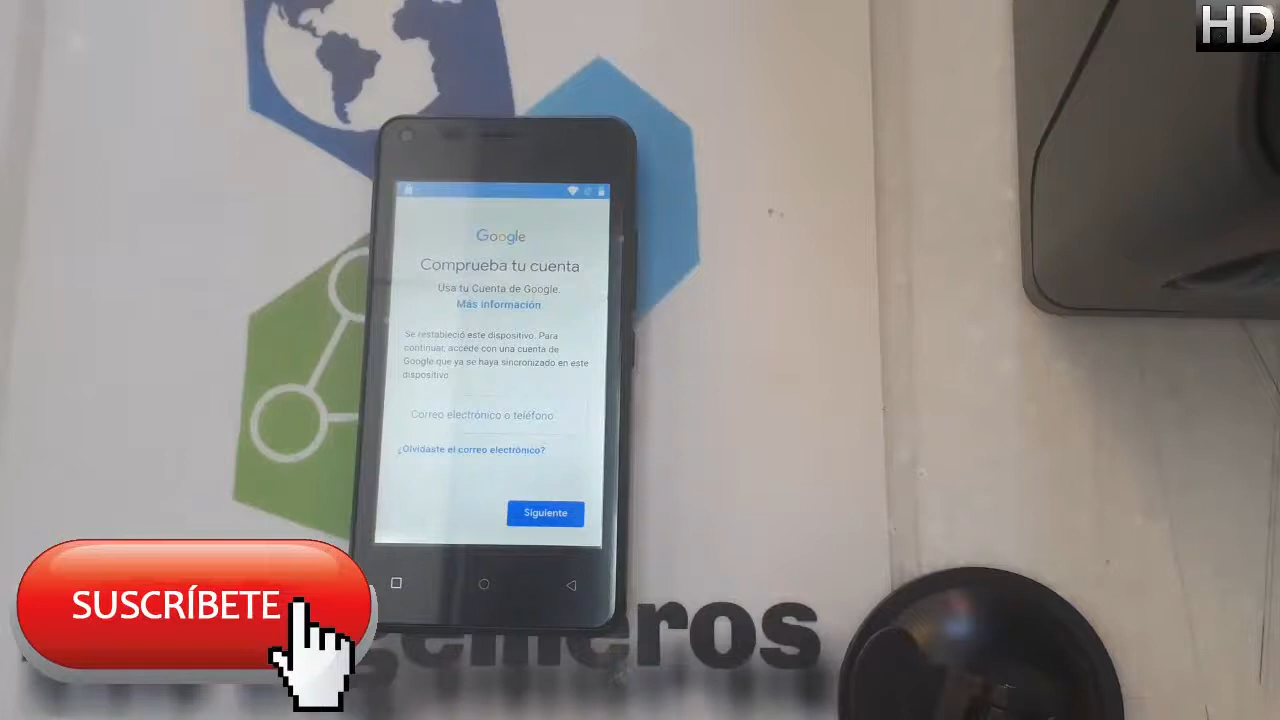 HD
Google
Comprueba tu cuenta
Usa tu Cuenta de Google.
Más información
Se restableció este dispositivo. Para
continuar, accede con una cuenta de
Google que ya se haya sincronizado en este
dispositivo.
Correo electrónico o teléfono
¿Olvidaste el correo electrónico?
Siguiente
SUSCRÍBETE